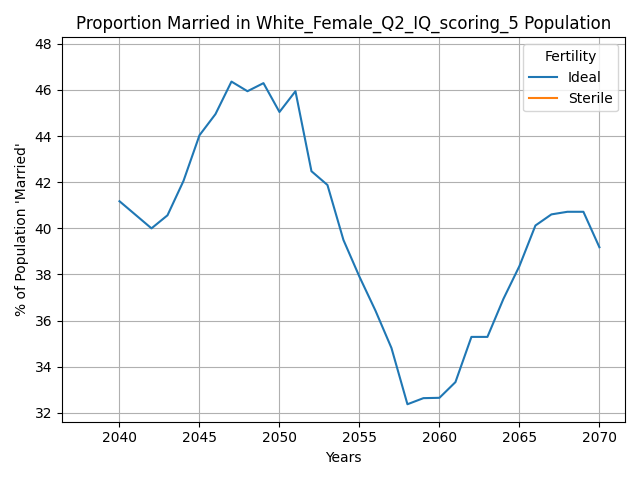 Proportion Married in White_Female_Q2_IQ_scoring_5 Population
% of Population 'Married'
48
46
44
42
40
38
36
34
32
Fertility
Ideal
Sterile
2040 2045 2050 2055 2060 2065 2070
Years